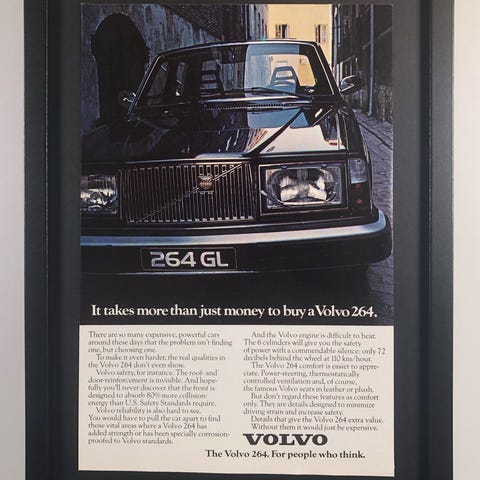 264 GL
It takes more than just money to buy a Volvo 264.
There are so many expensive, powerful cars
around these days that the problem isn't finding
one, but choosing one.
To make it even harder, the real qualities in
the Volvo 264 don't even show.
Volvo safety, for instance. The roof- and
door-reinforcement is invisible. And hope-
fully you'll never discover that the front is
designed to absorb 80% more collision-
energy than U.S. Safety Standards require.
Volvo reliability is also hard to see.
You would have to pull the car apart to find
those vital areas where a Volvo 264 has
added strength or has been specially corrosion-
proofed to Volvo standards.
And the Volvo engine is difficult to hear.
The 6 cylinders will give you the safety
of power with a commendable silence: only 72
decibels behind the wheel at 110 km/hour.
The Volvo 264 comfort is easier to appre-
ciate. Power-steering, thermostatically
controlled ventilation and, of course,
the famous Volvo seats in leather or plush.
But don't regard these features as comfort
only. They are details designed to minimize
driving strain and increase safety.
Details that give the Volvo 264 extra value.
Without them it would just be expensive.
VOLVO
The Volvo 264. For people who think.